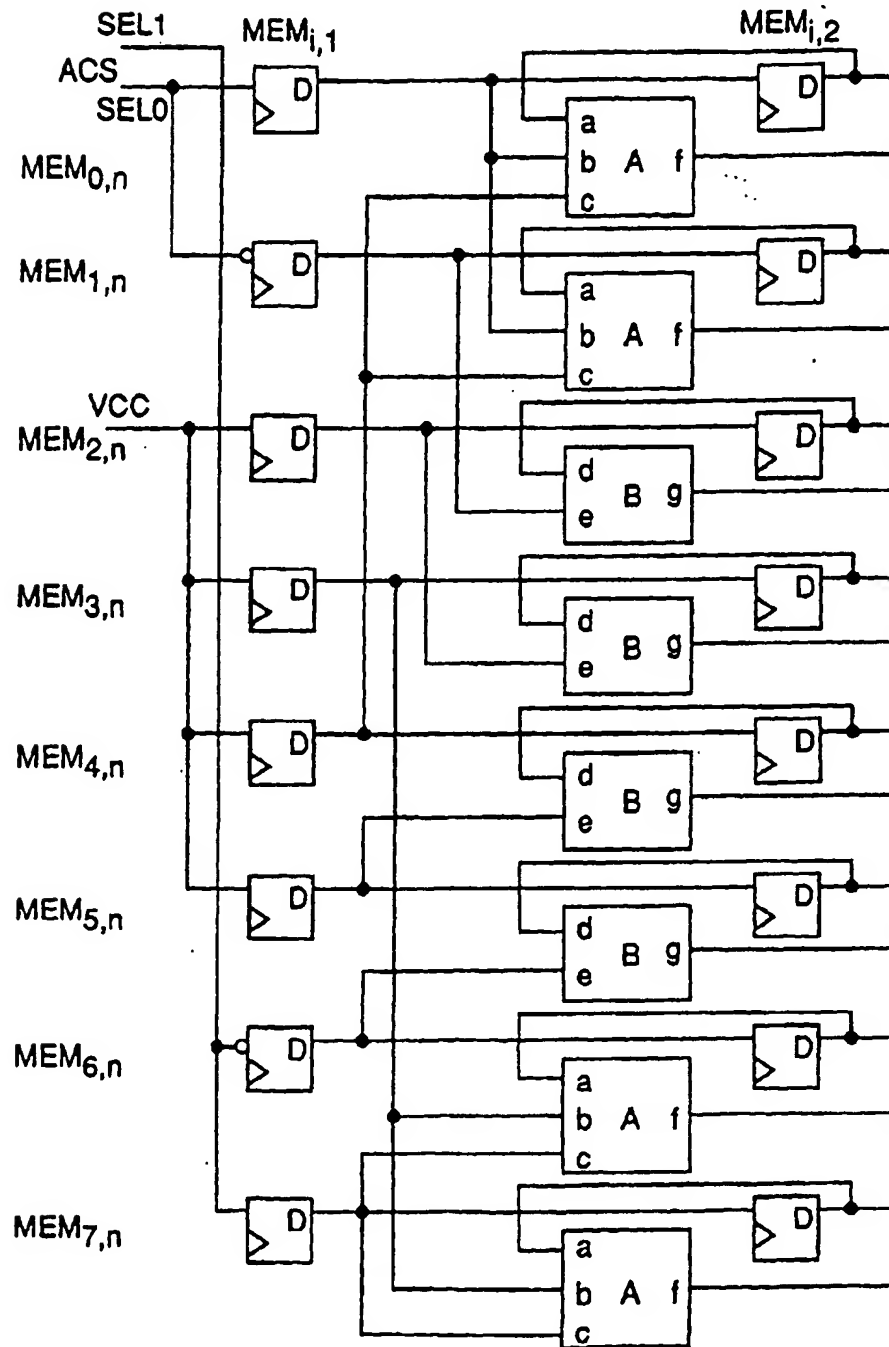 SEL1
MEMi,1
MEMi,2
ACS
SEL0
D
D
a
b
A
f
c
MEM0,n
D
D
MEM1,n
a
b
A
f
c
VCC
D
D
MEM2,n
d
B
g
e
D
D
MEM3,n
d
B
g
e
D
D
MEM4,n
d
B
g
e
D
D
MEM5,n
d
B
g
e
D
D
MEM6,n
a
b
A
f
c
D
D
MEM7,n
a
b
A
f
c